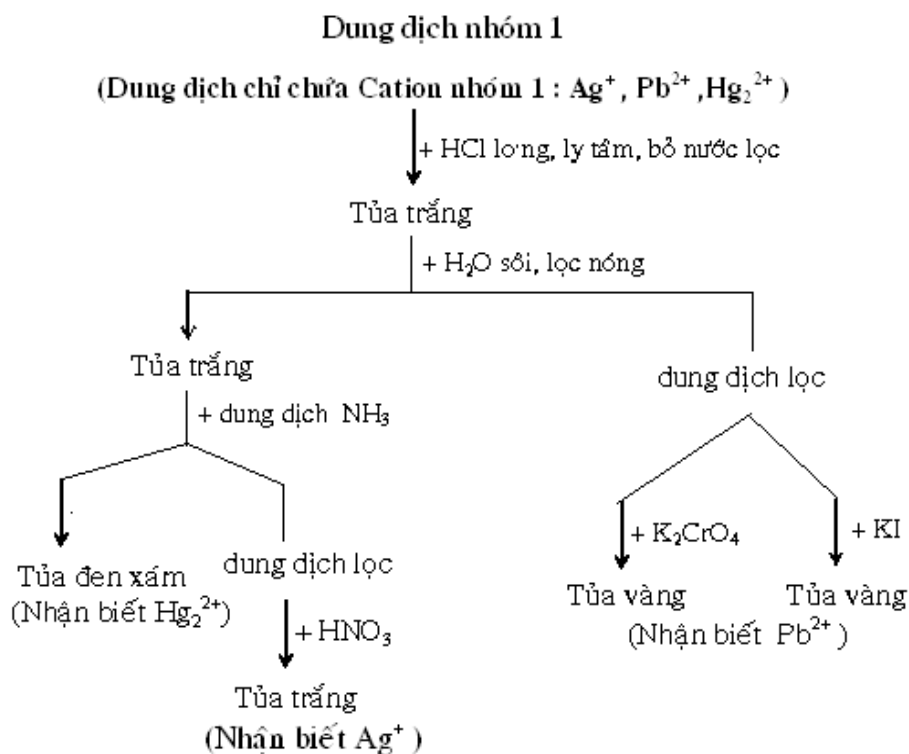 Dung dịch nhóm 1
(Dung dịch chỉ chứa Cation nhóm 1 : Ag⁺, Pb²⁺ ,Hg₂²⁺ )
+ HCl lơng, ly tâm, bỏ nước lọc
Tủa trắng
+ H₂O sôi, lọc nóng
Tủa trắng
dung dịch lọc
+ dung dịch NH₃
+ K₂CrO₄
+ KI
Tủa đen xám
(Nhận biết Hg₂²⁺)
dung dịch lọc
Tủa vàng
Tủa vàng
(Nhận biết Pb²⁺ )
+ HNO₃
Tủa trắng
(Nhận biết Ag⁺ )